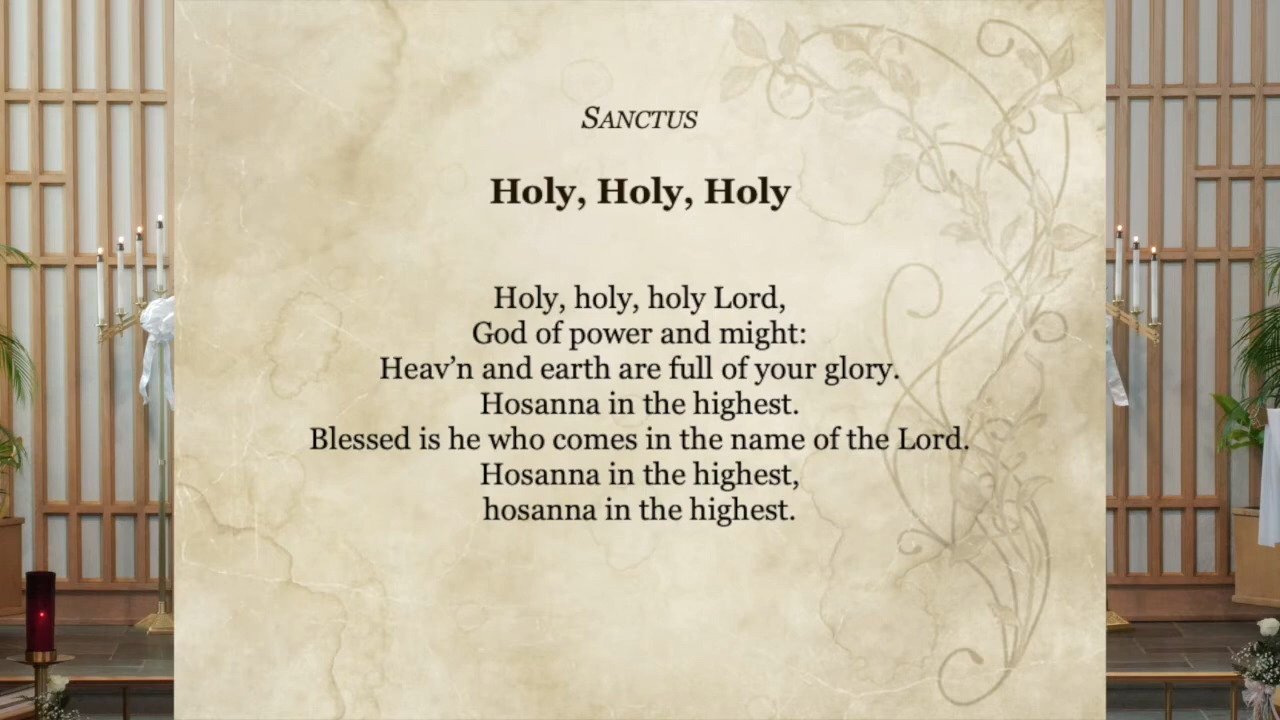 SANCTUS
Holy, Holy, Holy
Holy, holy, holy Lord,
God of power and might:
Heav’n and earth are full of your glory.
Hosanna in the highest.
Blessed is he who comes in the name of the Lord.
Hosanna in the highest,
hosanna in the highest.